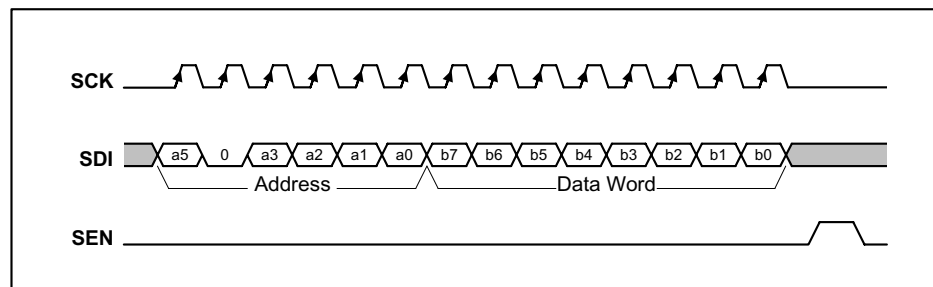 SCK
SDI a5 0 a3 a2 a1 a0 b7 b6 b5 b4 b3 b2 b1 b0
Address Data Word
SEN